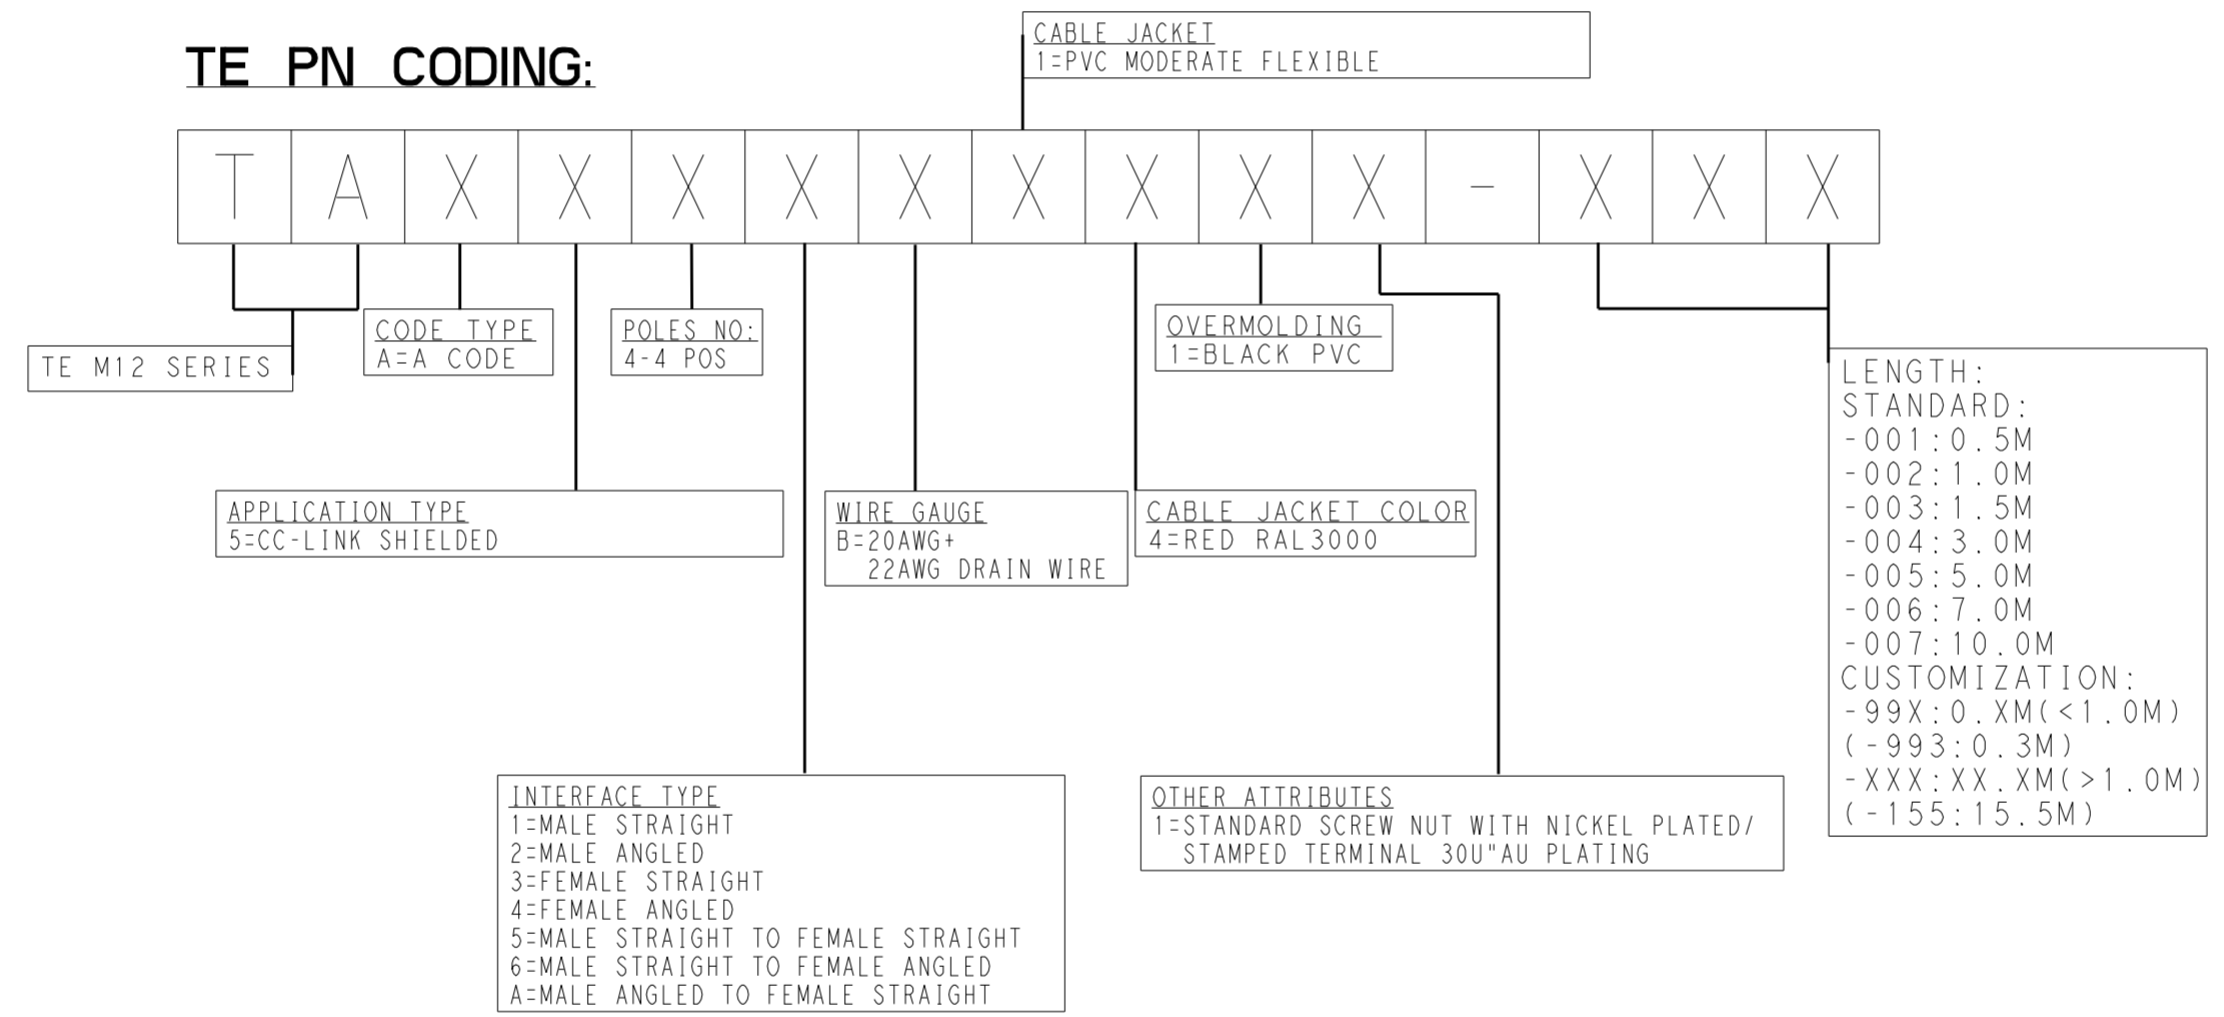 CABLE JACKET
1=PVC MODERATE FLEXIBLE
TE PN CODING:
T A X X X X X X X X X - X X X
TE M12 SERIES
CODE TYPE
A=A CODE
POLES NO:
4-4 POS
OVERMOLDING
1=BLACK PVC
APPLICATION TYPE
5=CC-LINK SHIELDED
WIRE GAUGE
B=20AWG+
22AWG DRAIN WIRE
CABLE JACKET COLOR
4=RED RAL3000
LENGTH:
STANDARD:
-001:0.5M
-002:1.0M
-003:1.5M
-004:3.0M
-005:5.0M
-006:7.0M
-007:10.0M
CUSTOMIZATION:
-99X:0.XM(<1.0M)
(-993:0.3M)
-XXX:XX.XM(>1.0M)
(-155:15.5M)
INTERFACE TYPE
1=MALE STRAIGHT
2=MALE ANGLED
3=FEMALE STRAIGHT
4=FEMALE ANGLED
5=MALE STRAIGHT TO FEMALE STRAIGHT
6=MALE STRAIGHT TO FEMALE ANGLED
A=MALE ANGLED TO FEMALE STRAIGHT
OTHER ATTRIBUTES
1=STANDARD SCREW NUT WITH NICKEL PLATED/
STAMPED TERMINAL 30U"AU PLATING